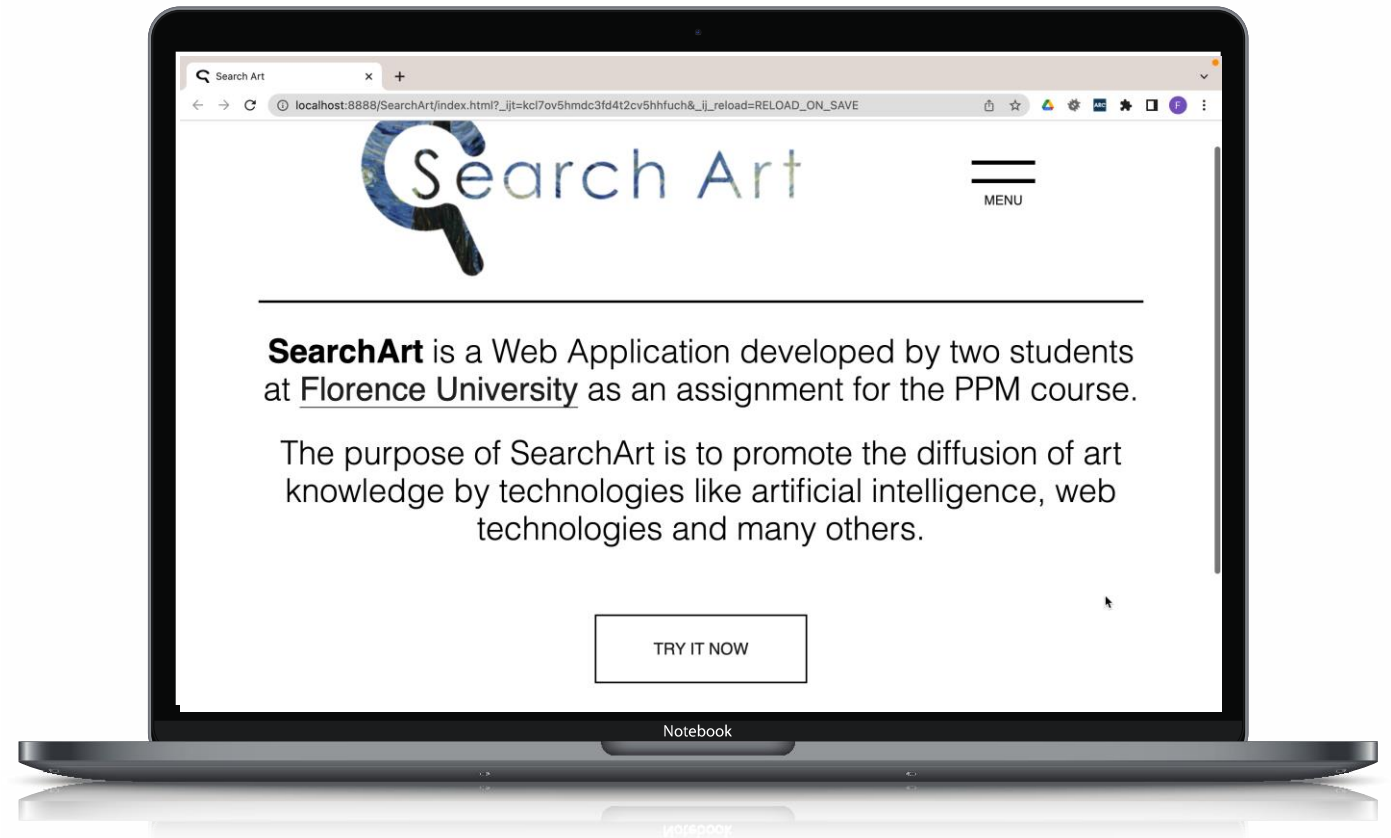 Search Art
localhost:8888/SearchArt/index.html?_ijt=kcl7ov5hmdc3fd4t2cv5hhfuch&_ij_reload=RELOAD_ON_SAVE
ABC
F
Search Art
MENU
SearchArt is a Web Application developed by two students
at Florence University as an assignment for the PPM course.
The purpose of SearchArt is to promote the diffusion of art
knowledge by technologies like artificial intelligence, web
technologies and many others.
TRY IT NOW
Notebook